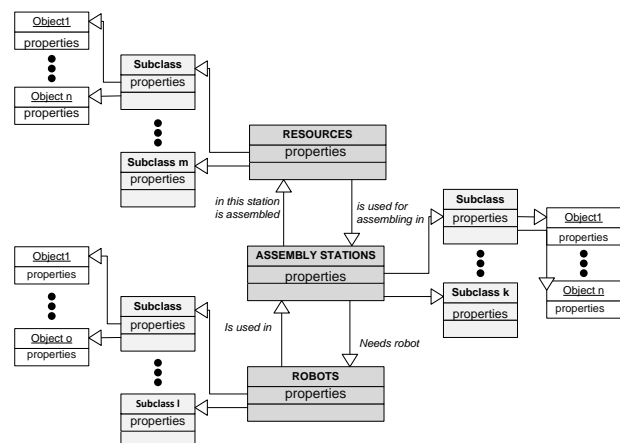 Object1
properties
Object n
properties
Subclass
properties
Subclass m
properties
RESOURCES
properties
in this station
is assembled
is used for
assembling in
ASSEMBLY STATIONS
properties
Subclass
properties
Subclass k
properties
Object1
properties
Object n
properties
Object1
properties
Object o
properties
Subclass
properties
Subclass l
properties
Is used in
Needs robot
ROBOTS
properties